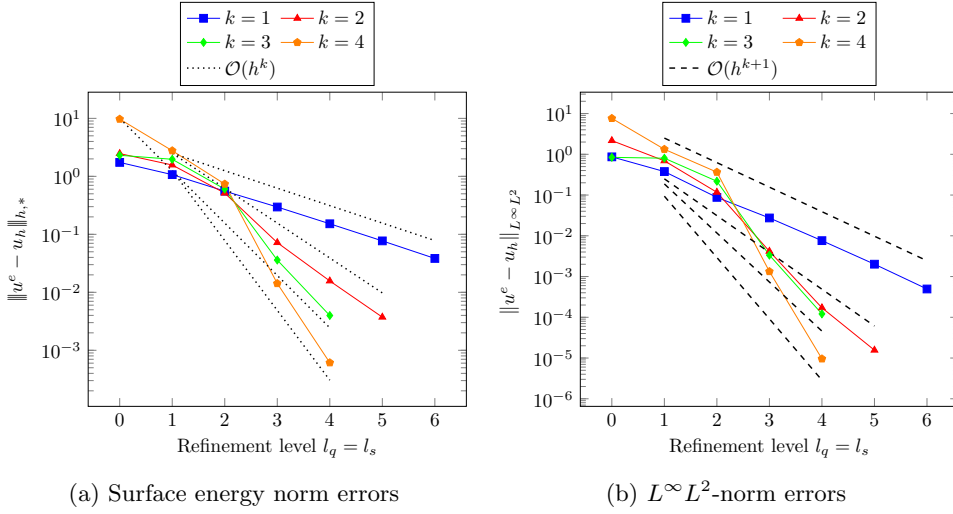 k = 1 k = 2
k = 3 k = 4
O(h^k)
10^1
10^0
10^{-1}
10^{-2}
10^{-3}
|||u^e − u_h|||_{h,*}
0 1 2 3 4 5 6
Refinement level l_q = l_s
(a) Surface energy norm errors
k = 1 k = 2
k = 3 k = 4
O(h^{k+1})
10^1
10^0
10^{-1}
10^{-2}
10^{-3}
10^{-4}
10^{-5}
10^{-6}
||u^e − u_h||_{L^∞L^2}
0 1 2 3 4 5 6
Refinement level l_q = l_s
(b) L^∞L^2-norm errors